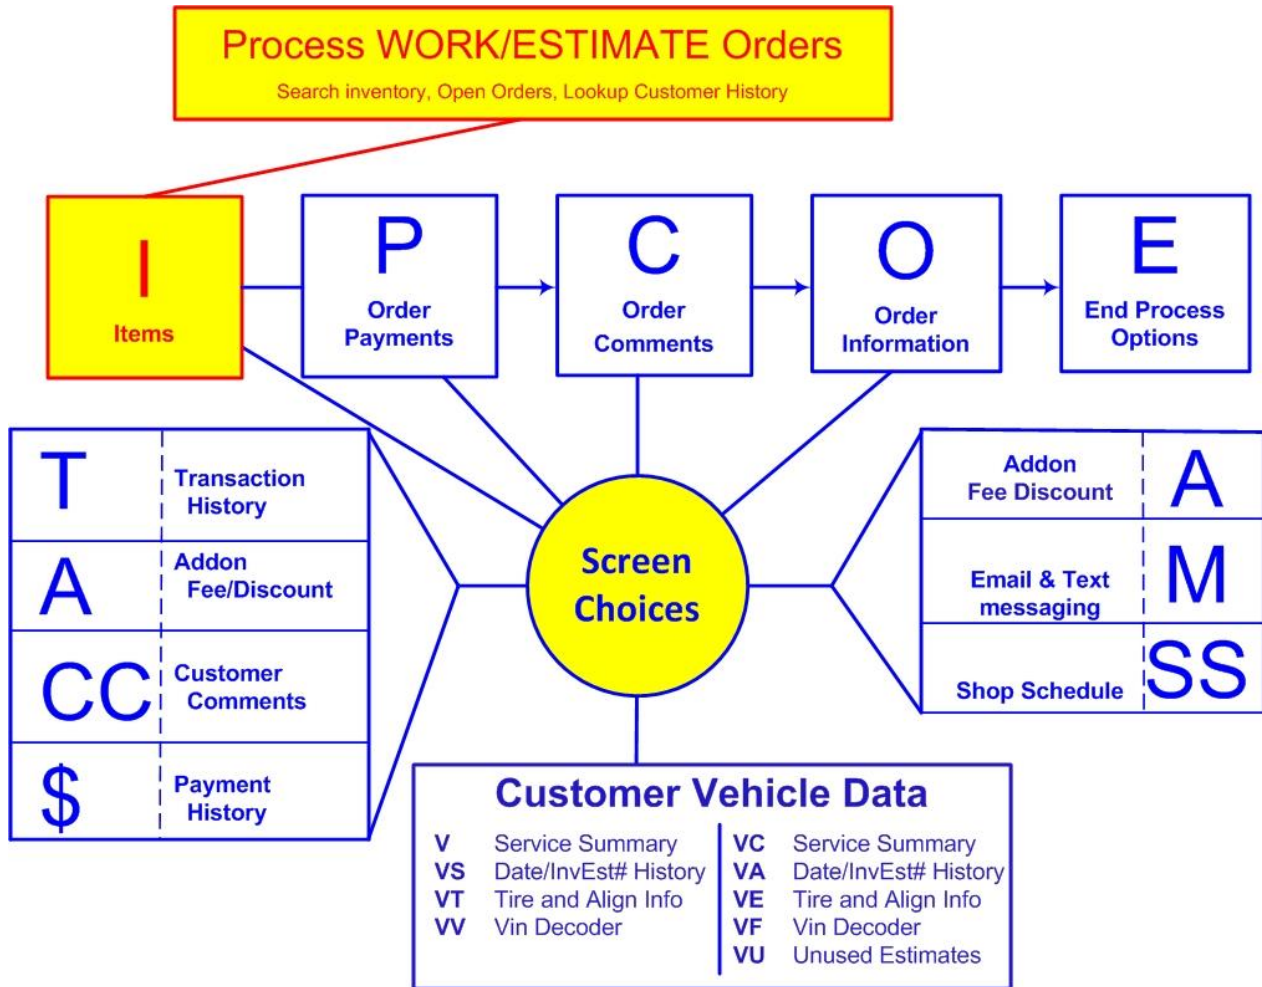 Process WORK/ESTIMATE Orders
Search inventory, Open Orders, Lookup Customer History
I
Items
P
Order
Payments
C
Order
Comments
O
Order
Information
E
End Process
Options
T
Transaction
History
A
Addon
Fee/Discount
CC
Customer
Comments
$
Payment
History
Screen
Choices
Addon
Fee Discount
A
Email & Text
messaging
M
Shop Schedule
SS
Customer Vehicle Data
V Service Summary
VS Date/InvEst# History
VT Tire and Align Info
VV Vin Decoder
VC Service Summary
VA Date/InvEst# History
VE Tire and Align Info
VF Vin Decoder
VU Unused Estimates